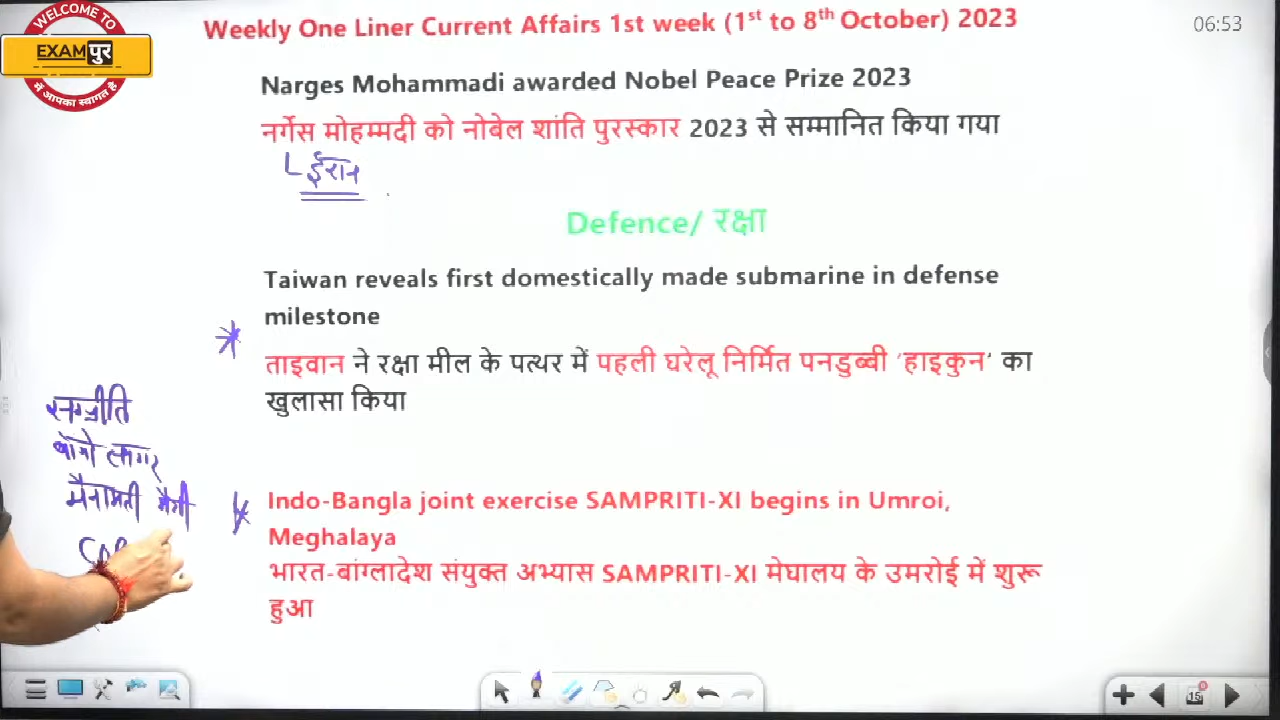 WELCOME TO
EXAMपुर
में आपका स्वागत है
Weekly One Liner Current Affairs 1st week (1st to 8th October) 2023
06:53
Narges Mohammadi awarded Nobel Peace Prize 2023
नर्गेस मोहम्मदी को नोबेल शांति पुरस्कार 2023 से सम्मानित किया गया
ईरान
Defence/ रक्षा
Taiwan reveals first domestically made submarine in defense
milestone
ताइवान ने रक्षा मील के पत्थर में पहली घरेलू निर्मित पनडुब्बी ‘हाइकुन’ का
खुलासा किया
सम्प्रीति
सागर
मैनामती मैत्री
Indo-Bangla joint exercise SAMPRITI-XI begins in Umroi,
Meghalaya
भारत-बांग्लादेश संयुक्त अभ्यास SAMPRITI-XI मेघालय के उमरोई में शुरू
हुआ
15